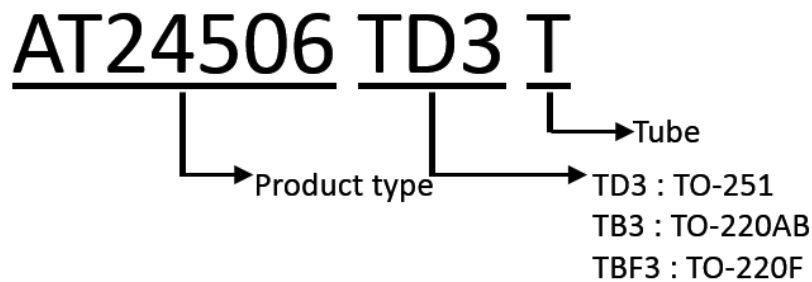 AT24506 TD3 T
Tube
Product type
TD3 : TO-251
TB3 : TO-220AB
TBF3 : TO-220F